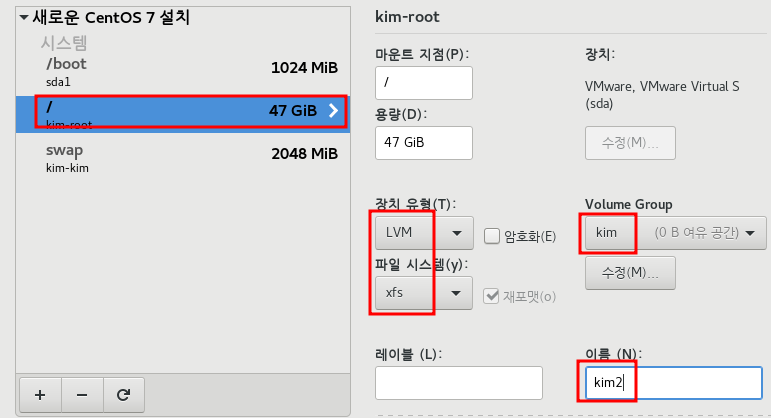 새로운 CentOS 7 설치
시스템
/boot
1024 MiB
sda1
/
47 GiB
kim-root
swap
2048 MiB
kim-kim
kim-root
마운트 지점(P):
/
장치:
VMware, VMware Virtual S
(sda)
용량(D):
47 GiB
수정(M)...
장치 유형(T):
LVM
암호화(E)
Volume Group
kim (0 B 여유 공간)
파일 시스템(y):
xfs
재포맷(o)
수정(M)...
레이블 (L):
이름 (N):
kim2